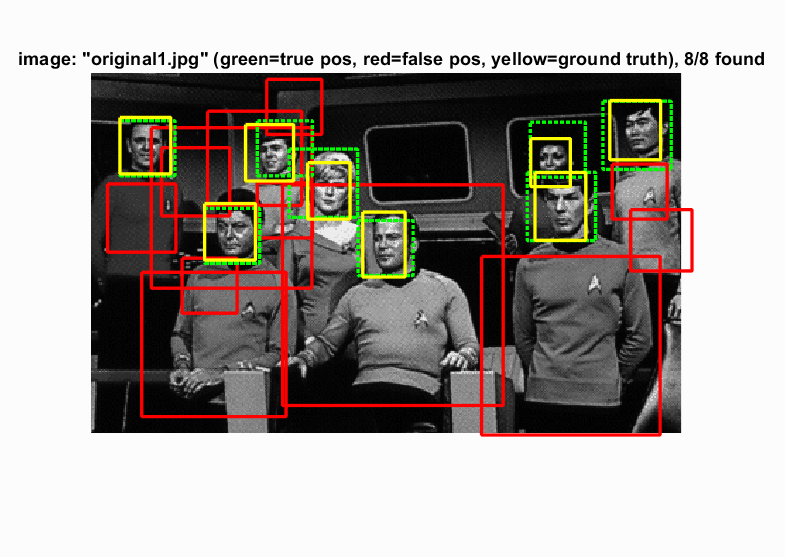 image: "original1.jpg" (green=true pos, red=false pos, yellow=ground truth), 8/8 found